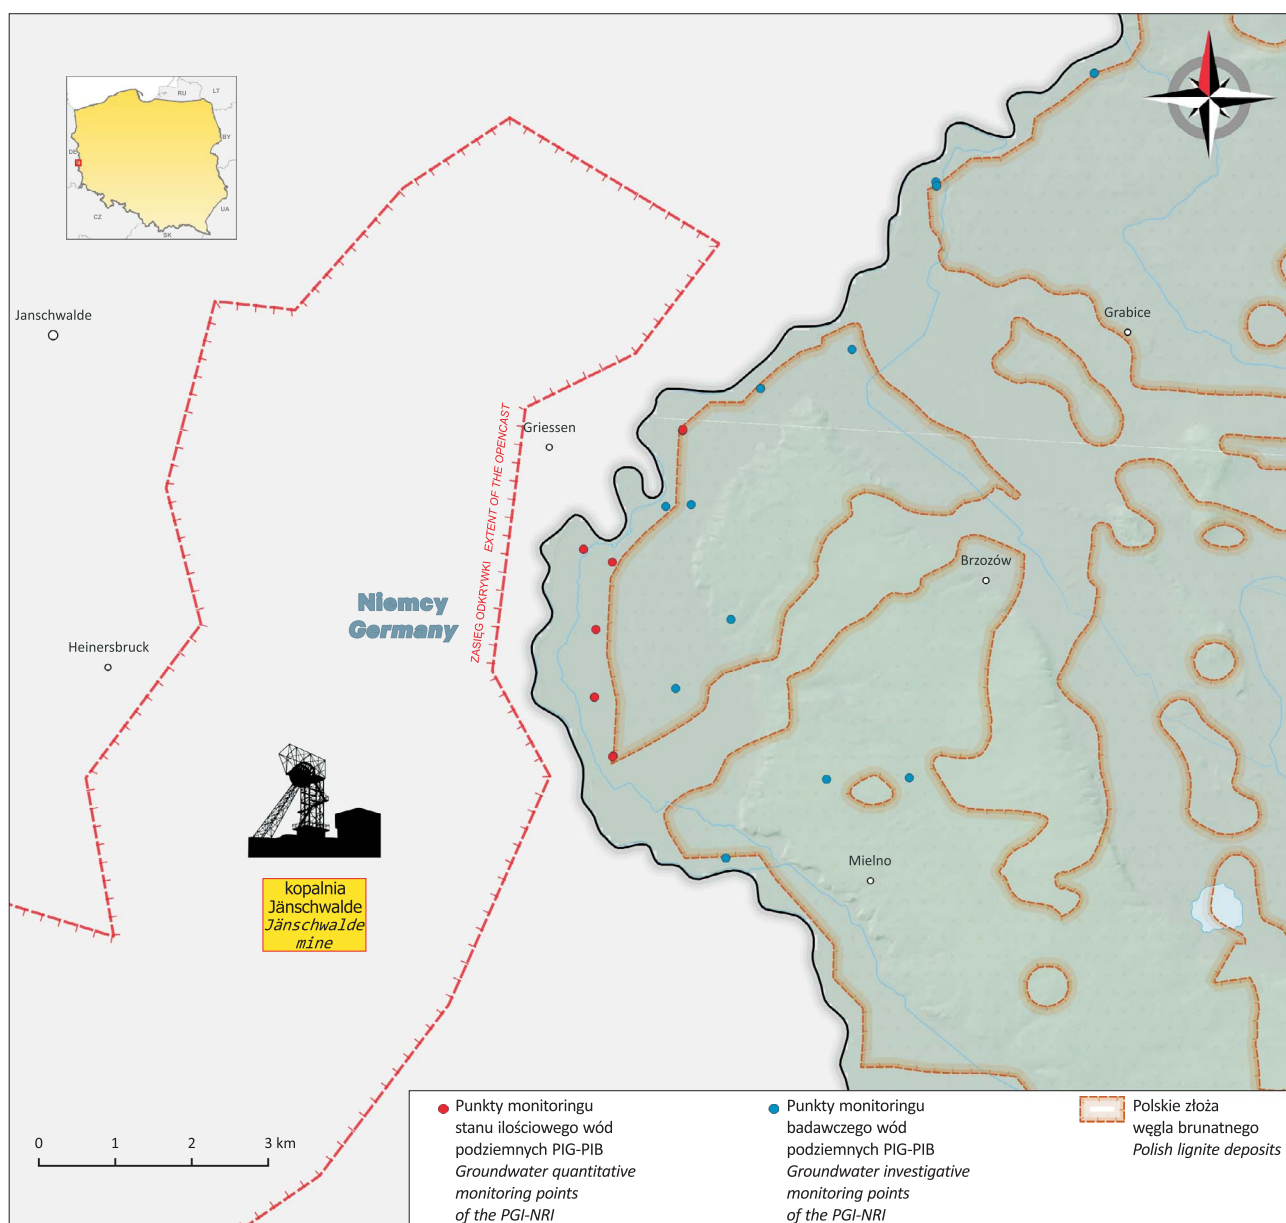 RU
LT
DE
BY
UA
CZ
SK
Janschwalde
Grabice
Griessen
ZASIĘG ODKRYWKI EXTENT OF THE OPENCAST
Brzozów
Niemcy
Germany
Heinersbruck
Mielno
kopalnia
Jänschwalde
Jänschwalde
mine
0 1 2 3 km
Punkty monitoringu
stanu ilościowego wód
podziemnych PIG-PIB
Groundwater quantitative
monitoring points
of the PGI-NRI
Punkty monitoringu
badawczego wód
podziemnych PIG-PIB
Groundwater investigative
monitoring points
of the PGI-NRI
Polskie złoża
węgla brunatnego
Polish lignite deposits